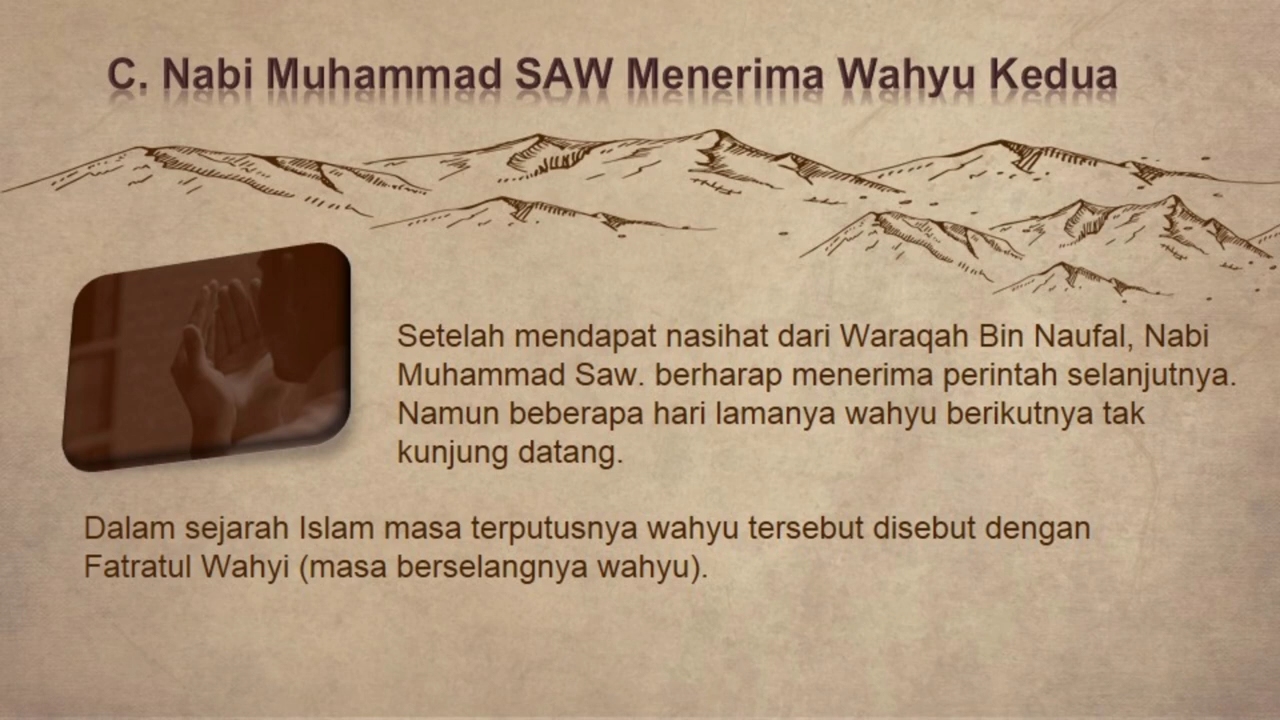 C. Nabi Muhammad SAW Menerima Wahyu Kedua
Setelah mendapat nasihat dari Waraqah Bin Naufal, Nabi
Muhammad Saw. berharap menerima perintah selanjutnya.
Namun beberapa hari lamanya wahyu berikutnya tak
kunjung datang.
Dalam sejarah Islam masa terputusnya wahyu tersebut disebut dengan
Fatratul Wahyi (masa berselangnya wahyu).